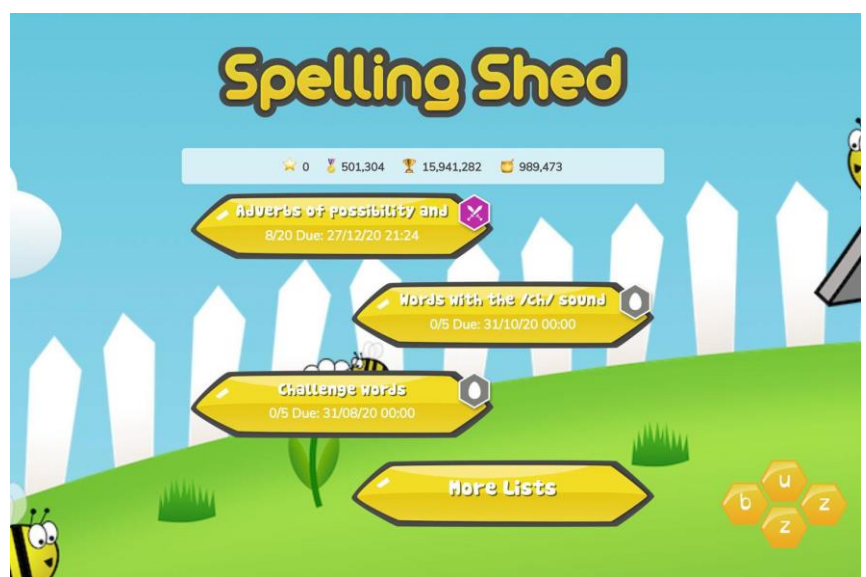 Spelling Shed
0 501,304 15,941,282 989,473
Adverbs of possibility and
8/20 Due: 27/12/20 21:24
Words with the /ch/ sound
0/5 Due: 31/10/20 00:00
Challenge words
0/5 Due: 31/08/20 00:00
More Lists
b u z z